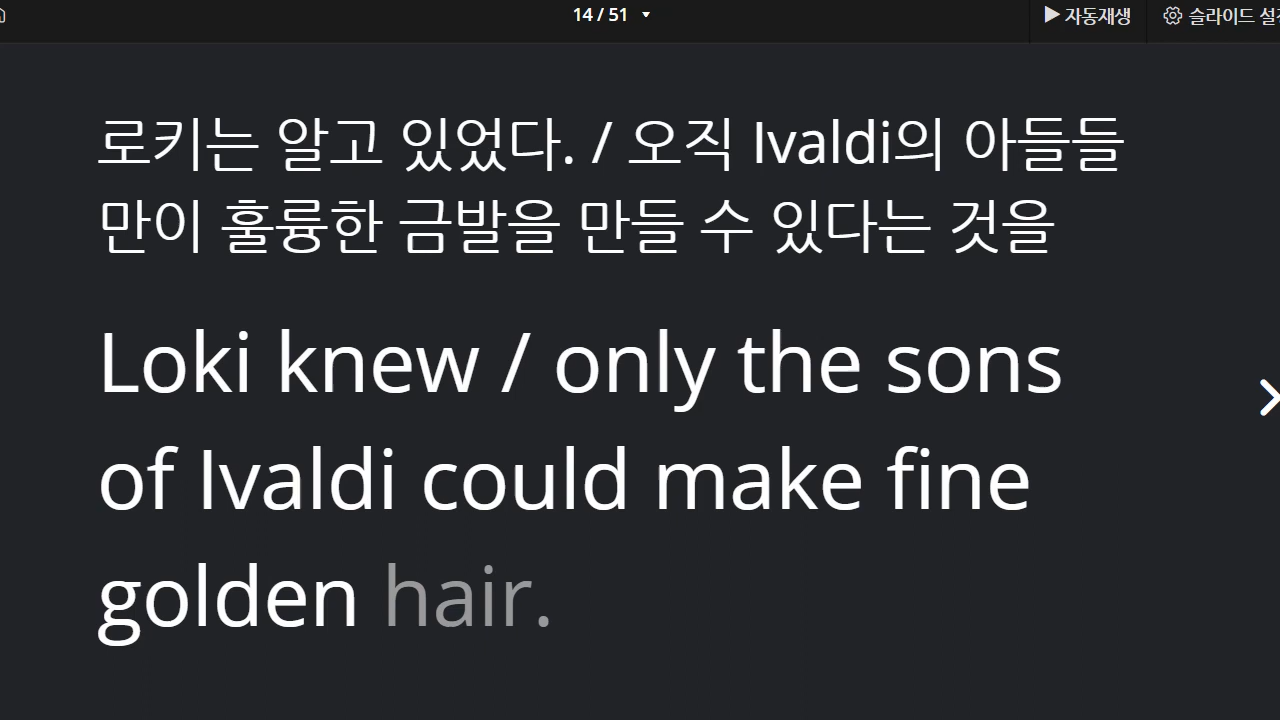 14 / 51
자동재생
슬라이드 설
로키는 알고 있었다. / 오직 Ivaldi의 아들들
만이 훌륭한 금발을 만들 수 있다는 것을
Loki knew / only the sons
of Ivaldi could make fine
golden hair.